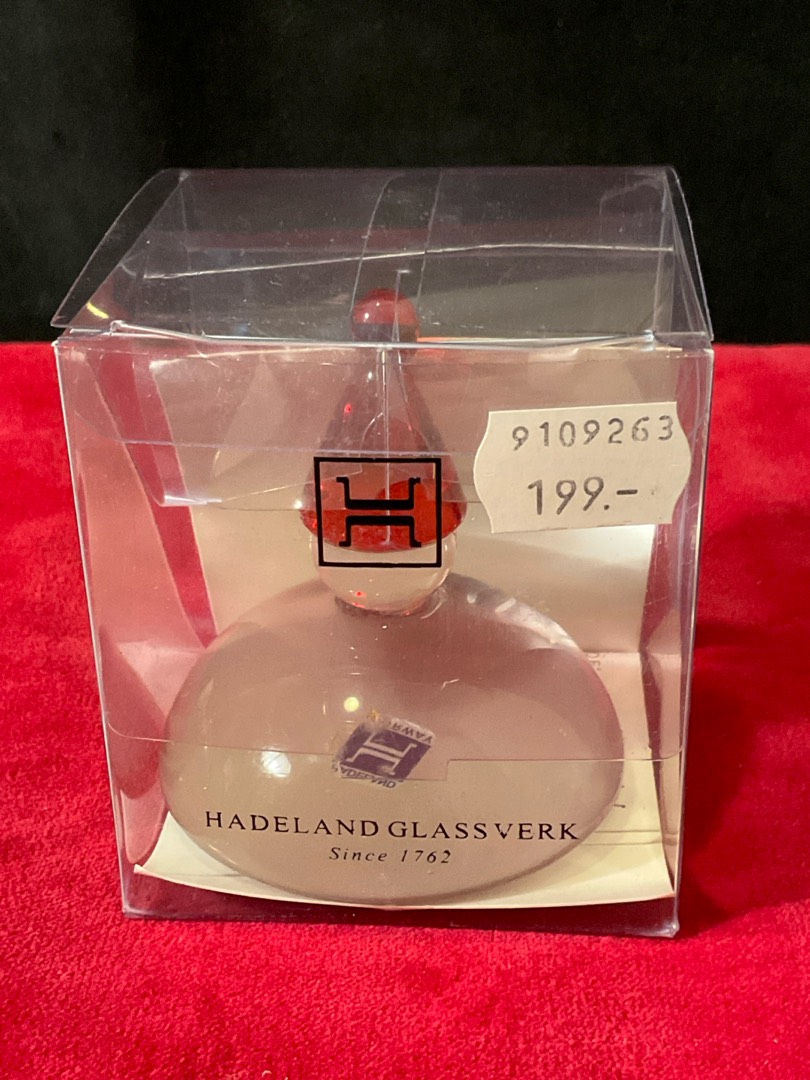 9109263
199.-
H
HADELAND GLASSVERK
Since 1762